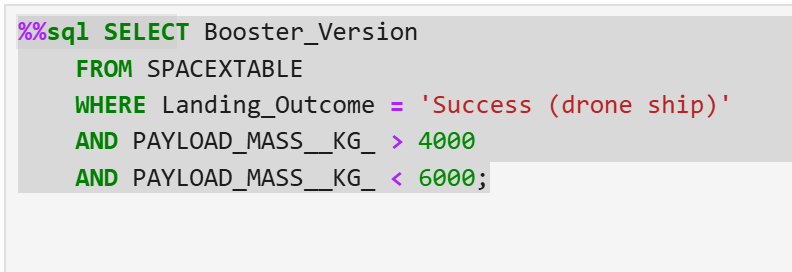 %%sql SELECT Booster_Version
FROM SPACEXTABLE
WHERE Landing_Outcome = 'Success (drone ship)'
AND PAYLOAD_MASS__KG_ > 4000
AND PAYLOAD_MASS__KG_ < 6000;